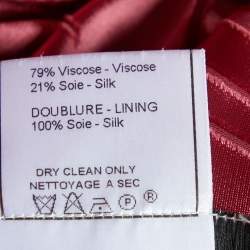 79% Viscose - Viscose
21% Soie - Silk
DOUBLURE - LINING
100% Soie - Silk
DRY CLEAN ONLY
NETTOYAGE A SEC
P